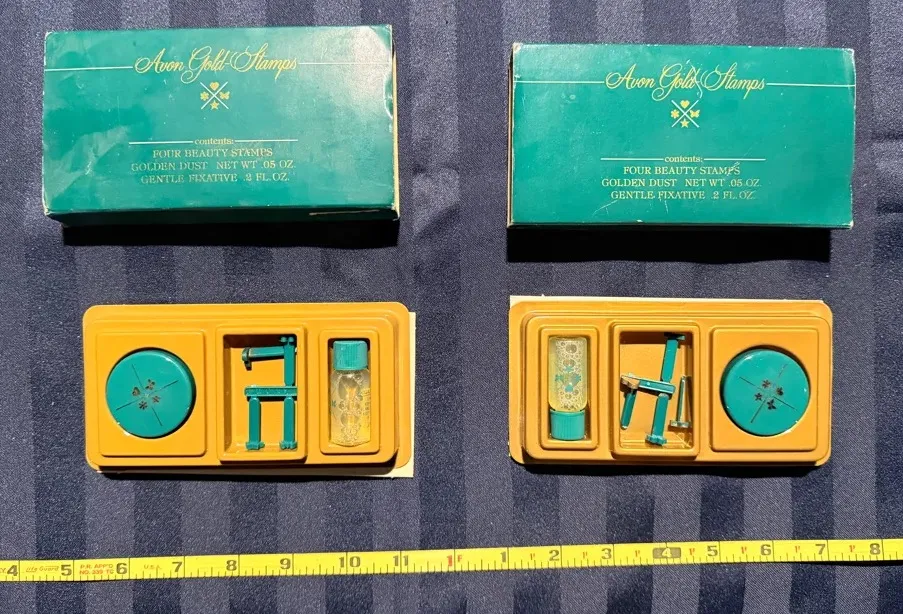 Avon Gold Stamps
contents:
FOUR BEAUTY STAMPS
GOLDEN DUST NET WT .05 OZ.
GENTLE FIXATIVE .2 FL. OZ.
Avon Gold Stamps
contents:
FOUR BEAUTY STAMPS
GOLDEN DUST NET WT .05 OZ.
GENTLE FIXATIVE .2 FL. OZ.
4 5 6 7 8 9 10 11 1F 1 2 3 4 5 6 7 8
U.S.A.